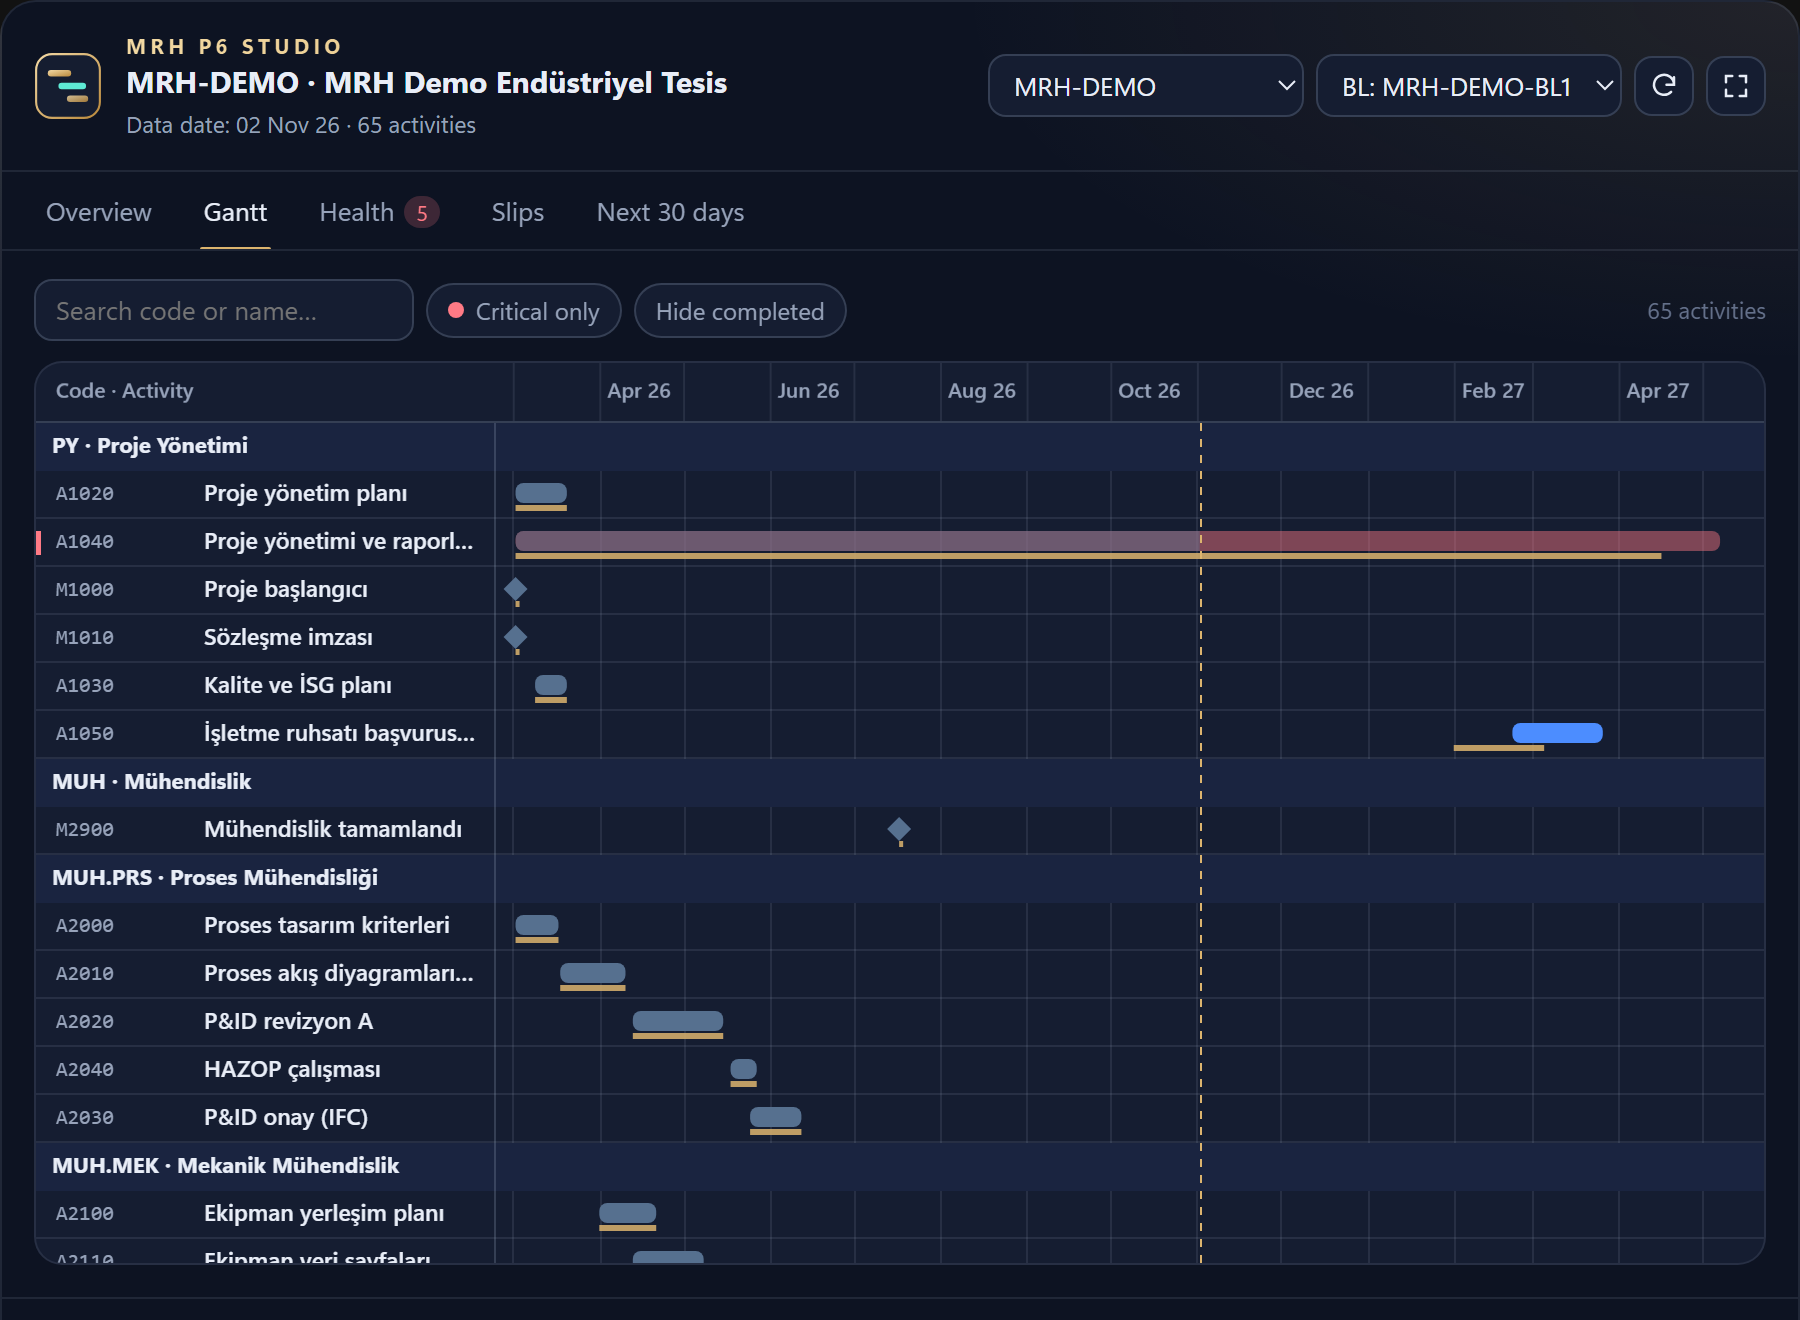 MRH P6 STUDIO
MRH-DEMO · MRH Demo Endüstriyel Tesis
Data date: 02 Nov 26 · 65 activities
MRH-DEMO
BL: MRH-DEMO-BL1
Overview
Gantt
Health 5
Slips
Next 30 days
Search code or name...
Critical only
Hide completed
65 activities
Code · Activity
Apr 26
Jun 26
Aug 26
Oct 26
Dec 26
Feb 27
Apr 27
PY · Proje Yönetimi
A1020 Proje yönetim planı
A1040 Proje yönetimi ve raporl...
M1000 Proje başlangıcı
M1010 Sözleşme imzası
A1030 Kalite ve İSG planı
A1050 İşletme ruhsatı başvurus...
MUH · Mühendislik
M2900 Mühendislik tamamlandı
MUH.PRS · Proses Mühendisliği
A2000 Proses tasarım kriterleri
A2010 Proses akış diyagramları...
A2020 P&ID revizyon A
A2040 HAZOP çalışması
A2030 P&ID onay (IFC)
MUH.MEK · Mekanik Mühendislik
A2100 Ekipman yerleşim planı
A2110 Ekipman veri sayfaları